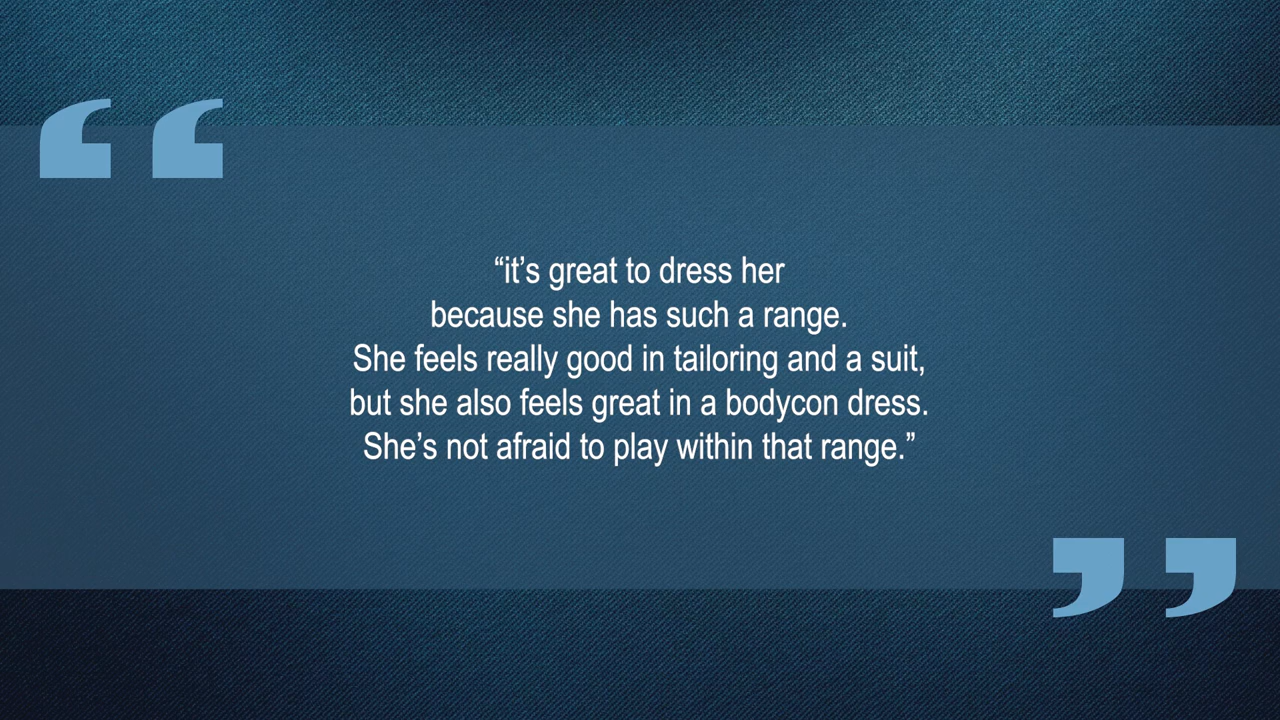 “it’s great to dress her
because she has such a range.
She feels really good in tailoring and a suit,
but she also feels great in a bodycon dress.
She’s not afraid to play within that range.”